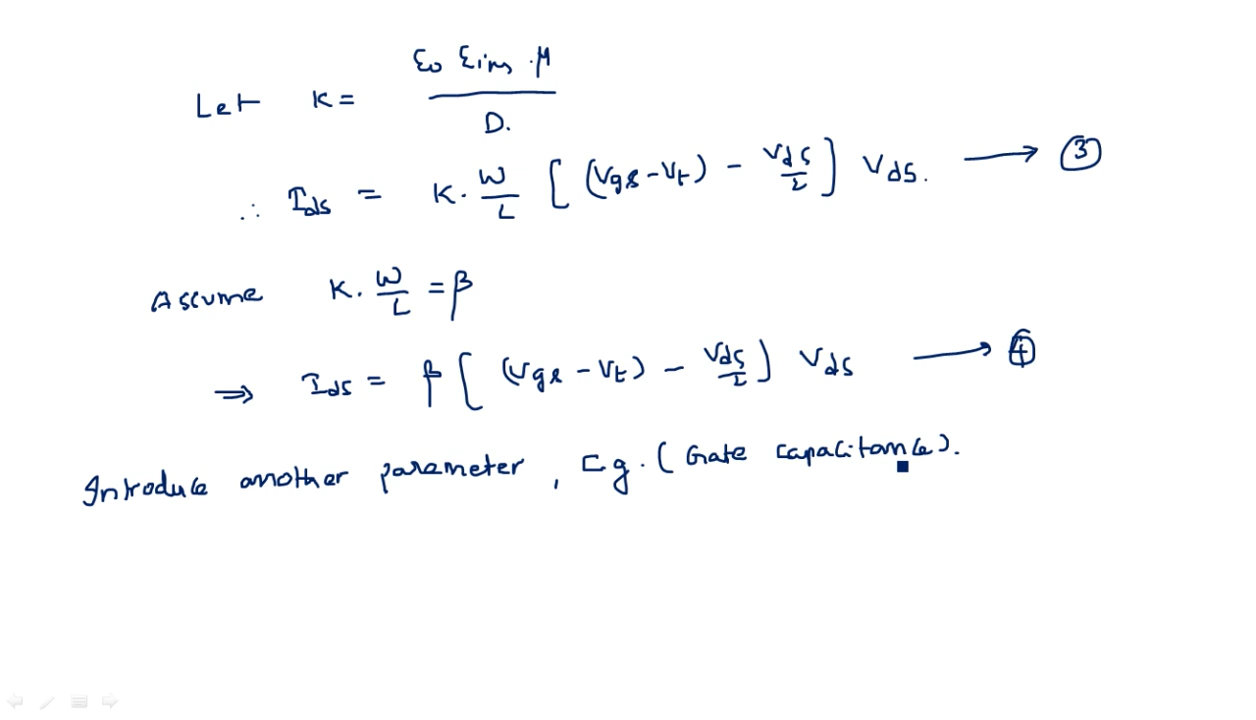 Let K = ε₀ εins · μ / D.
∴ Ids = K · W/L [ (Vgs - Vt) - Vds/2 ] Vds. ⟶ ③
Assume K · W/L = β
⇒ Ids = β [ (Vgs - Vt) - Vds/2 ] Vds ⟶ ④
Introduce another parameter, Cg. (Gate capacitance).